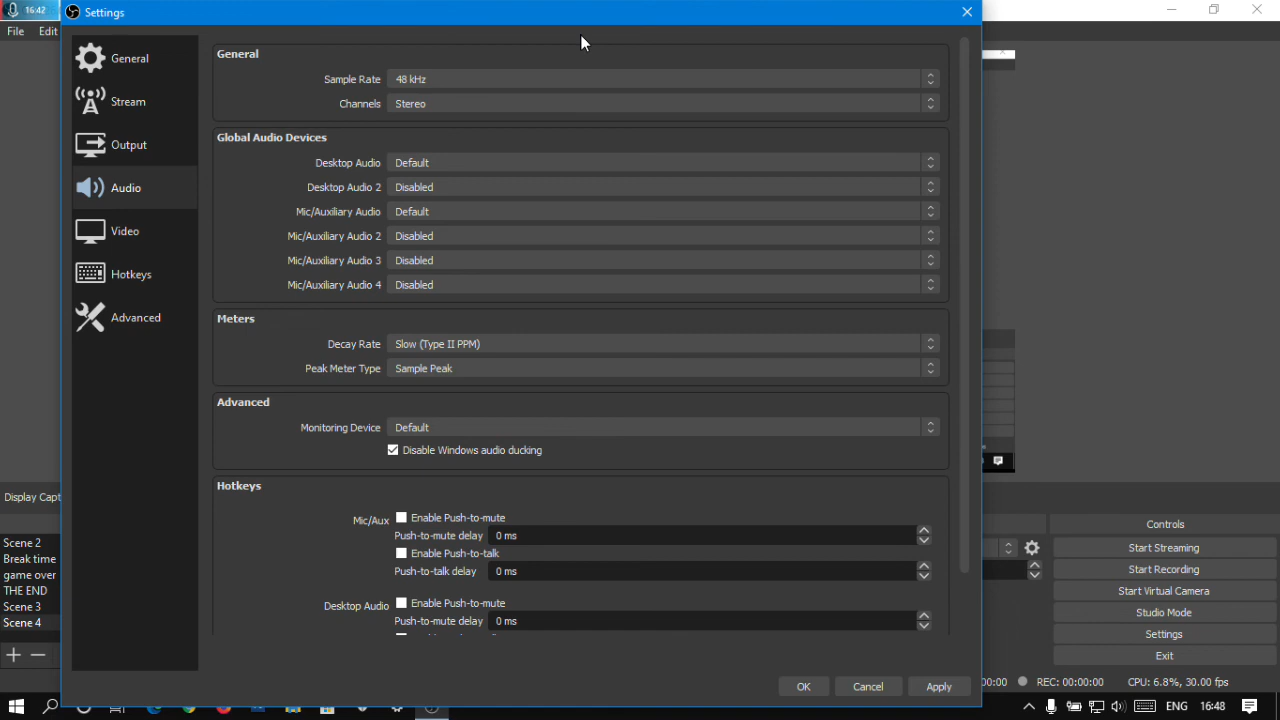 16:42
Settings
File Edit
General
Stream
Output
Audio
Video
Hotkeys
Advanced
General
Sample Rate 48 kHz
Channels Stereo
Global Audio Devices
Desktop Audio Default
Desktop Audio 2 Disabled
Mic/Auxiliary Audio Default
Mic/Auxiliary Audio 2 Disabled
Mic/Auxiliary Audio 3 Disabled
Mic/Auxiliary Audio 4 Disabled
Meters
Decay Rate Slow (Type II PPM)
Peak Meter Type Sample Peak
Advanced
Monitoring Device Default
Disable Windows audio ducking
Hotkeys
Mic/Aux Enable Push-to-mute
Push-to-mute delay 0 ms
Enable Push-to-talk
Push-to-talk delay 0 ms
Desktop Audio Enable Push-to-mute
Push-to-mute delay 0 ms
OK Cancel Apply
Display Capt
Scene 2
Break time
game over
THE END
Scene 3
Scene 4
Controls
Start Streaming
Start Recording
Start Virtual Camera
Studio Mode
Settings
Exit
00:00 REC: 00:00:00 CPU: 6.8%, 30.00 fps
ENG 16:48